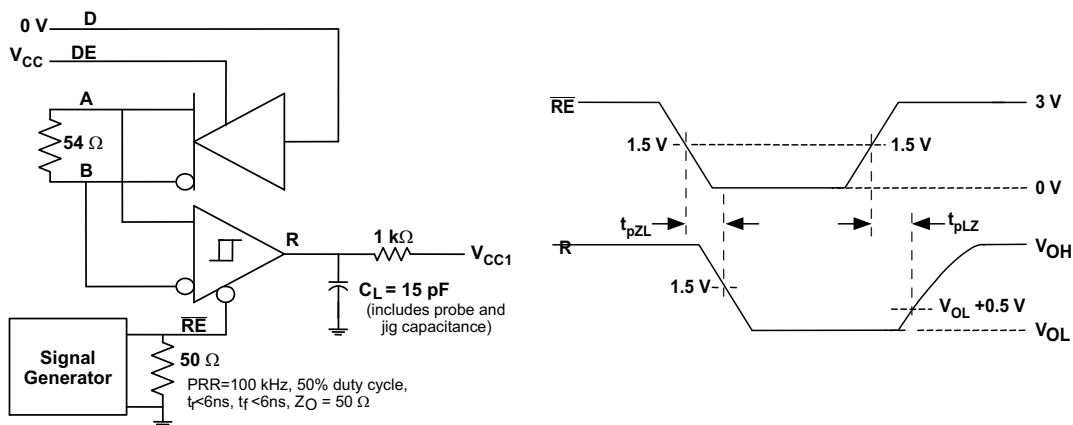 0 V
D
VCC
DE
A
54 Ω
B
R
1 kΩ
VCC1
CL = 15 pF
(includes probe and
jig capacitance)
RE
Signal
Generator
50 Ω
PRR=100 kHz, 50% duty cycle,
tr<6ns, tf <6ns, ZO = 50 Ω
RE
3 V
1.5 V
1.5 V
0 V
tpZL
tpLZ
R
VOH
1.5 V
VOL +0.5 V
VOL